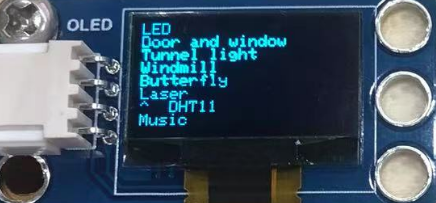 OLED
LED
Door and window
Tunnel light
Windmill
Butterfly
Laser
^ DHT11
Music